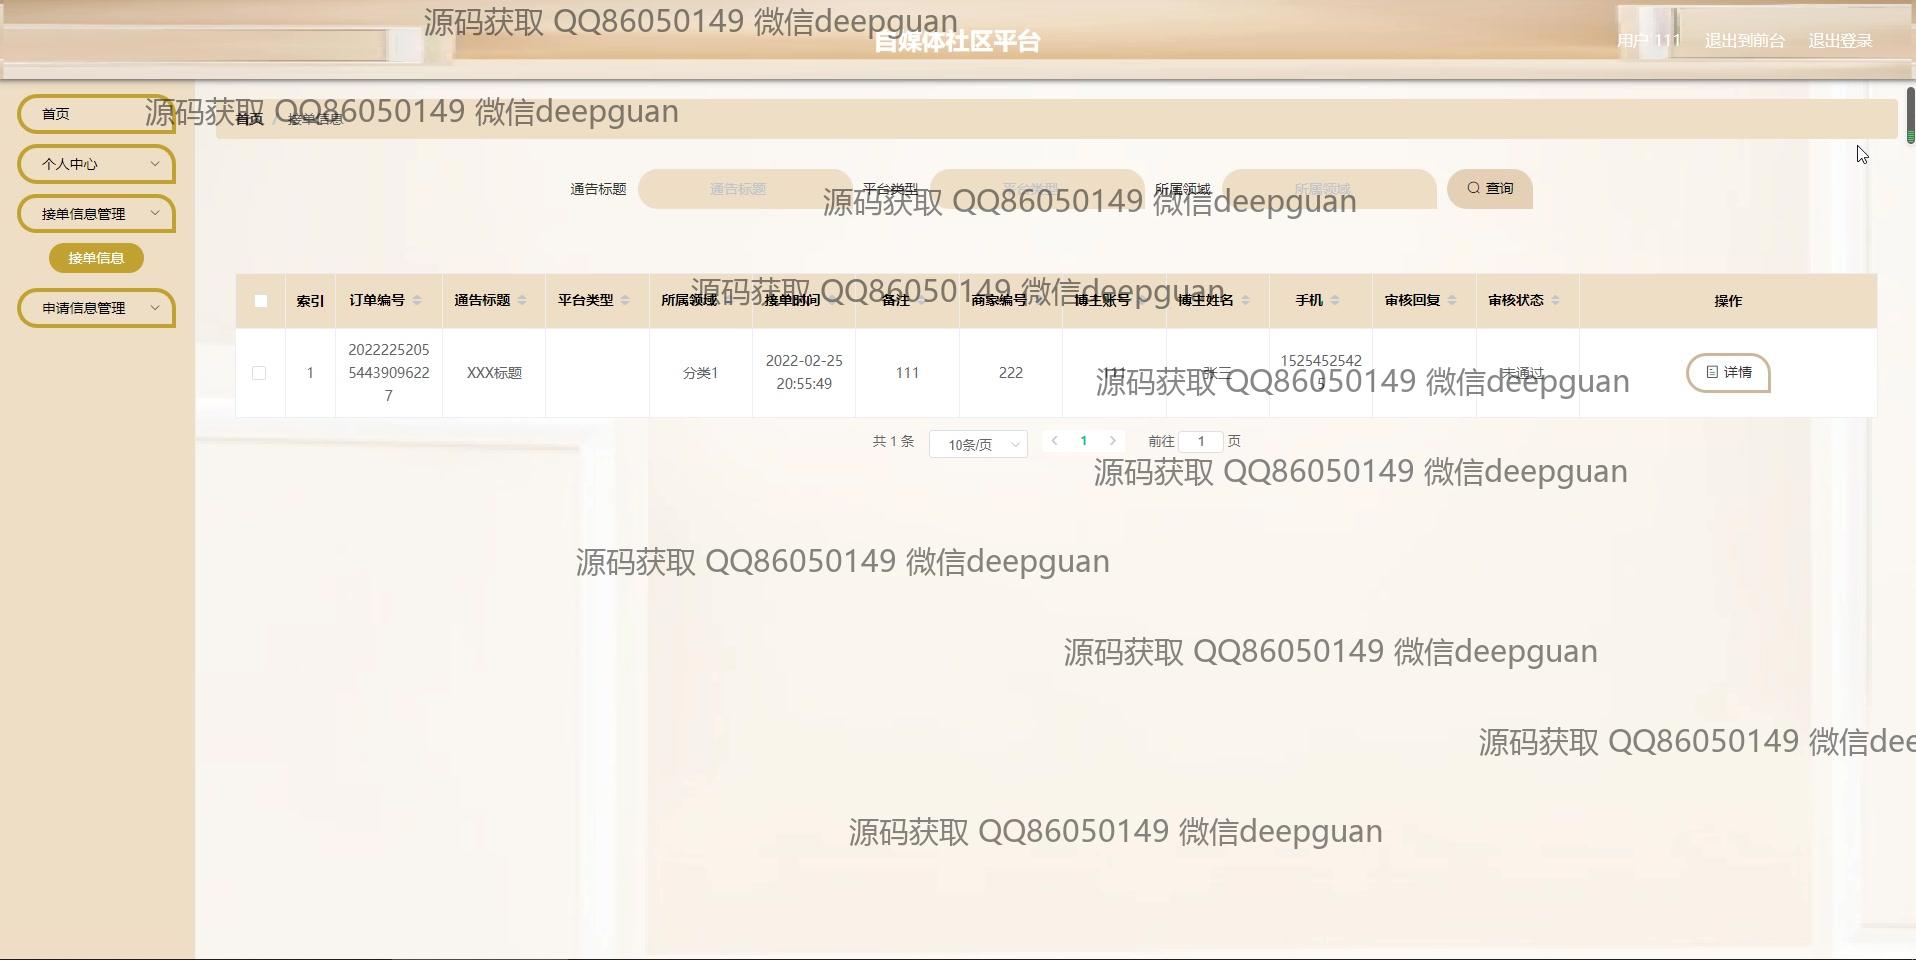 源码获取 QQ86050149 微信deepguan
自媒体社区平台
用户 111 退出到前台 退出登录
首页
源码获取 QQ86050149 微信deepguan
首页 / 接单信息
个人中心
通告标题 通告标题 平台类型 平台类型 所属领域 所属领域 查询
源码获取 QQ86050149 微信deepguan
接单信息管理
接单信息
申请信息管理
源码获取 QQ86050149 微信deepguan
索引 订单编号 通告标题 平台类型 所属领域 接单时间 备注 商家编号 博主账号 博主姓名 手机 审核回复 审核状态 操作
1 2022225205 XXX标题 分类1 2022-02-25 111 222 111 张三 1525452542 未通过 详情
5443909622 20:55:49 5
7
源码获取 QQ86050149 微信deepguan
共 1 条 10条/页 1 前往 1 页
源码获取 QQ86050149 微信deepguan
源码获取 QQ86050149 微信deepguan
源码获取 QQ86050149 微信deepguan
源码获取 QQ86050149 微信dee
源码获取 QQ86050149 微信deepguan